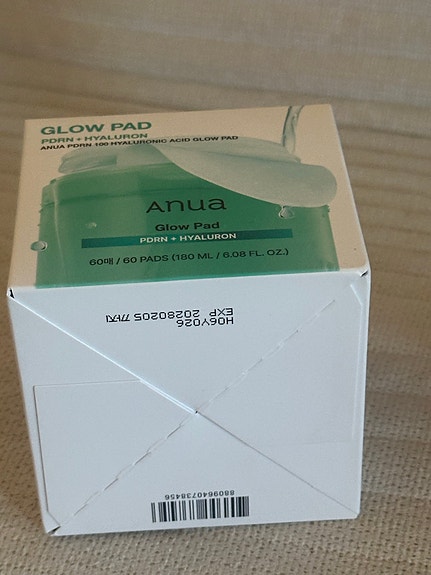 GLOW PAD
PDRN + HYALURON
ANUA PDRN 100 HYALURONIC ACID GLOW PAD
Anua
Glow Pad
PDRN + HYALURON
60매 / 60 PADS (180 ML / 6.08 FL. OZ.)
H06Y026
EXP 20280205 까지
8809640738456